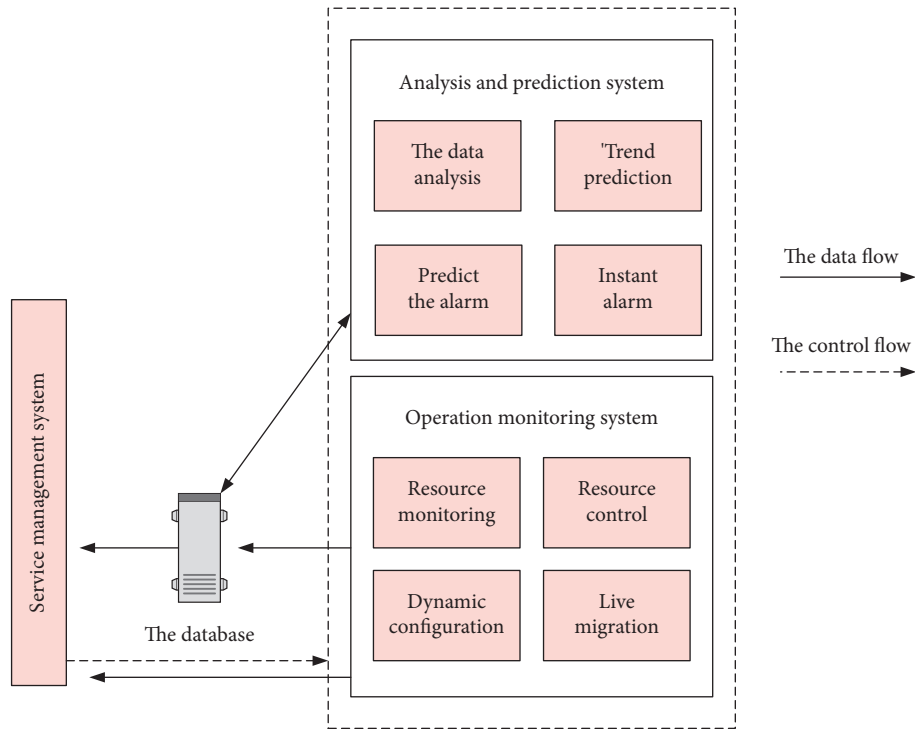 Analysis and prediction system
The data
analysis
'Trend
prediction
Predict
the alarm
Instant
alarm
The data flow
The control flow
Service management system
Operation monitoring system
Resource
monitoring
Resource
control
Dynamic
configuration
Live
migration
The database